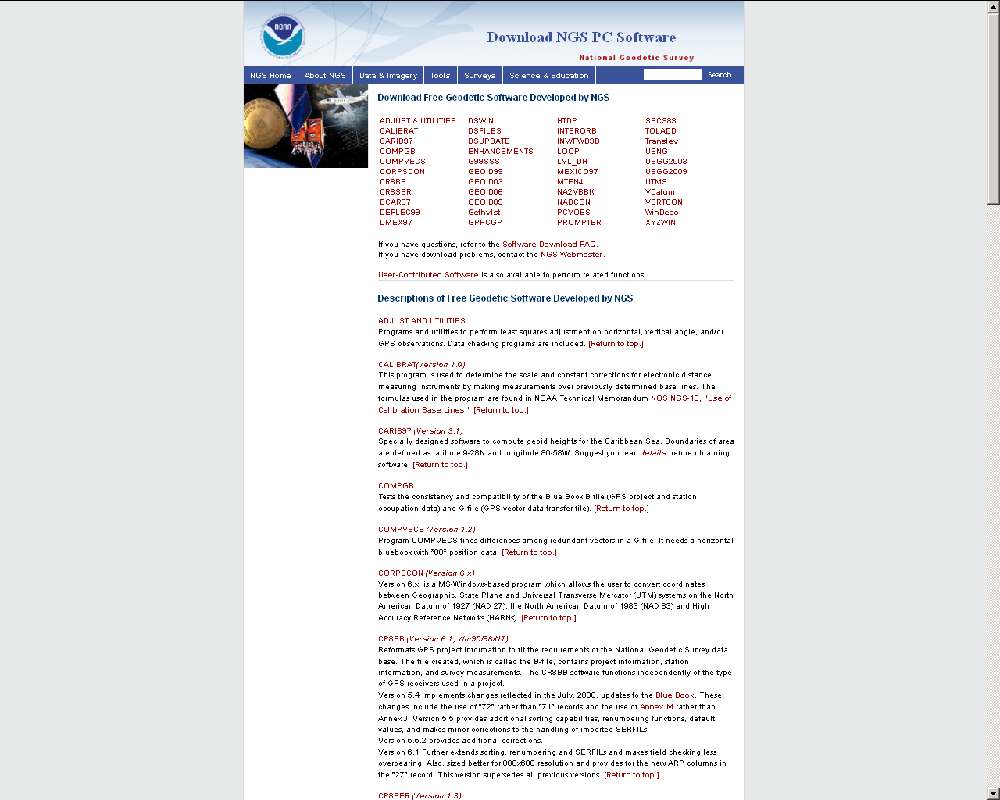 NOAA
Download NGS PC Software
National Geodetic Survey
NGS Home About NGS Data & Imagery Tools Surveys Science & Education Search
Download Free Geodetic Software Developed by NGS
ADJUST & UTILITIES DSWIN HTDP SPCS83
CALIBRAT DSFILES INTERORB TOLADD
CARIB97 DSUPDATE INV/FWD3D Translev
COMPGB ENHANCEMENTS LOOP USNG
COMPVECS G99SSS LVL_DH USGG2003
CORPSCON GEOID99 MEXICO97 USGG2009
CR8BB GEOID03 MTEN4 UTMS
CR8SER GEOID06 NA2VBBK VDatum
DCAR97 GEOID09 NADCON VERTCON
DEFLEC99 Gethvlst PCVOBS WinDesc
DMEX97 GPPCGP PROMPTER XYZWIN
If you have questions, refer to the Software Download FAQ.
If you have download problems, contact the NGS Webmaster.
User-Contributed Software is also available to perform related functions.
Descriptions of Free Geodetic Software Developed by NGS
ADJUST AND UTILITIES
Programs and utilities to perform least squares adjustment on horizontal, vertical angle, and/or
GPS observations. Data checking programs are included. [Return to top.]
CALIBRAT(Version 1.0)
This program is used to determine the scale and constant corrections for electronic distance
measuring instruments by making measurements over previously determined base lines. The
formulas used in the program are found in NOAA Technical Memorandum NOS NGS-10, "Use of
Calibration Base Lines." [Return to top.]
CARIB97 (Version 3.1)
Specially designed software to compute geoid heights for the Caribbean Sea. Boundaries of area
are defined as latitude 9-28N and longitude 86-58W. Suggest you read details before obtaining
software. [Return to top.]
COMPGB
Tests the consistency and compatibility of the Blue Book B file (GPS project and station
occupation data) and G file (GPS vector data transfer file). [Return to top.]
COMPVECS (Version 1.2)
Program COMPVECS finds differences among redundant vectors in a G-file. It needs a horizontal
bluebook with *80* position data. [Return to top.]
CORPSCON (Version 6.x)
Version 6.x, is a MS-Windows-based program which allows the user to convert coordinates
between Geographic, State Plane and Universal Transverse Mercator (UTM) systems on the North
American Datum of 1927 (NAD 27), the North American Datum of 1983 (NAD 83) and High
Accuracy Reference Networks (HARNs). [Return to top.]
CR8BB (Version 6.1, Win95/98/NT)
Reformats GPS project information to fit the requirements of the National Geodetic Survey data
base. The file created, which is called the B-file, contains project information, station
information, and survey measurements. The CR8BB software functions independently of the type
of GPS receivers used in a project.
Version 5.4 implements changes reflected in the July, 2000, updates to the Blue Book. These
changes include the use of *72* rather than *71* records and the use of Annex M rather than
Annex J. Version 5.5 provides additional sorting capabilities, renumbering functions, default
values, and makes minor corrections to the handling of imported SERFILs.
Version 5.5.2 provides additional corrections.
Version 6.1 Further extends sorting, renumbering and SERFILs and makes field checking less
overbearing. Also, sized better for 800x600 resolution and provides for the new ARP columns in
the *27* record. This version supersedes all previous versions. [Return to top.]
CR8SER (Version 1.3)